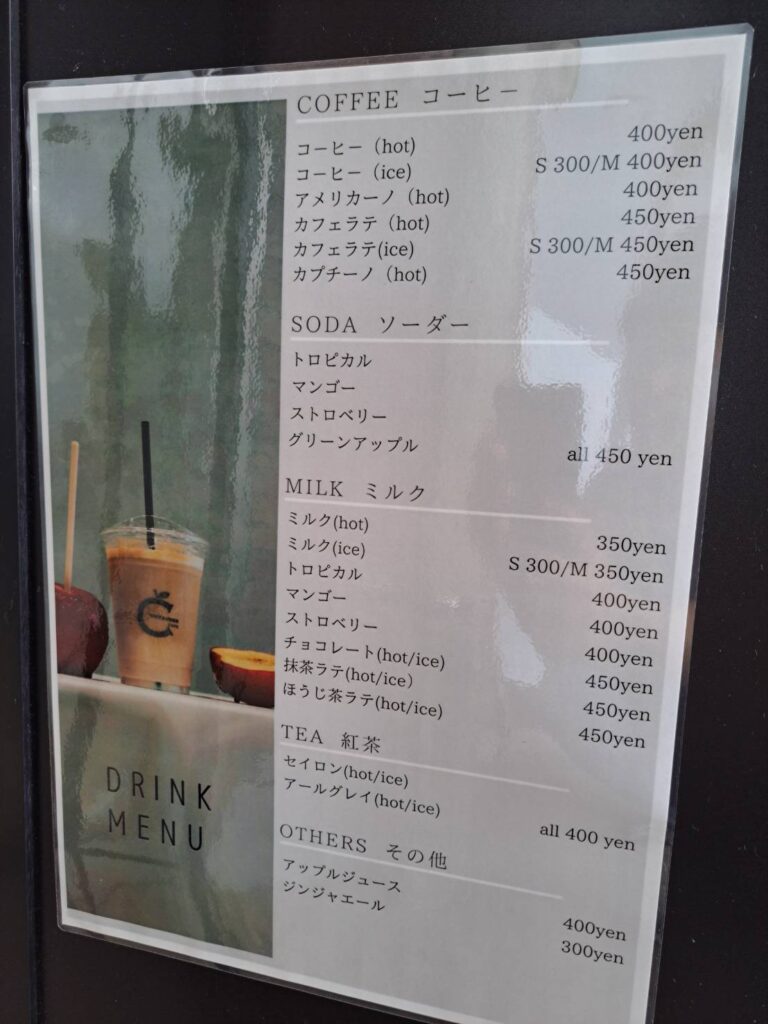 COFFEE コーヒー
コーヒー（hot) 400yen
コーヒー（ice) S 300/M 400yen
アメリカーノ（hot) 400yen
カフェラテ（hot) 450yen
カフェラテ(ice) S 300/M 450yen
カプチーノ（hot) 450yen
SODA ソーダー
トロピカル
マンゴー
ストロベリー
グリーンアップル all 450 yen
MILK ミルク
ミルク(hot) 350yen
ミルク(ice) S 300/M 350yen
トロピカル 400yen
マンゴー 400yen
ストロベリー 400yen
チョコレート(hot/ice) 450yen
抹茶ラテ(hot/ice） 450yen
ほうじ茶ラテ(hot/ice) 450yen
TEA 紅茶
セイロン(hot/ice)
アールグレイ(hot/ice) all 400 yen
OTHERS その他
アップルジュース 400yen
ジンジャエール 300yen
DRINK
MENU